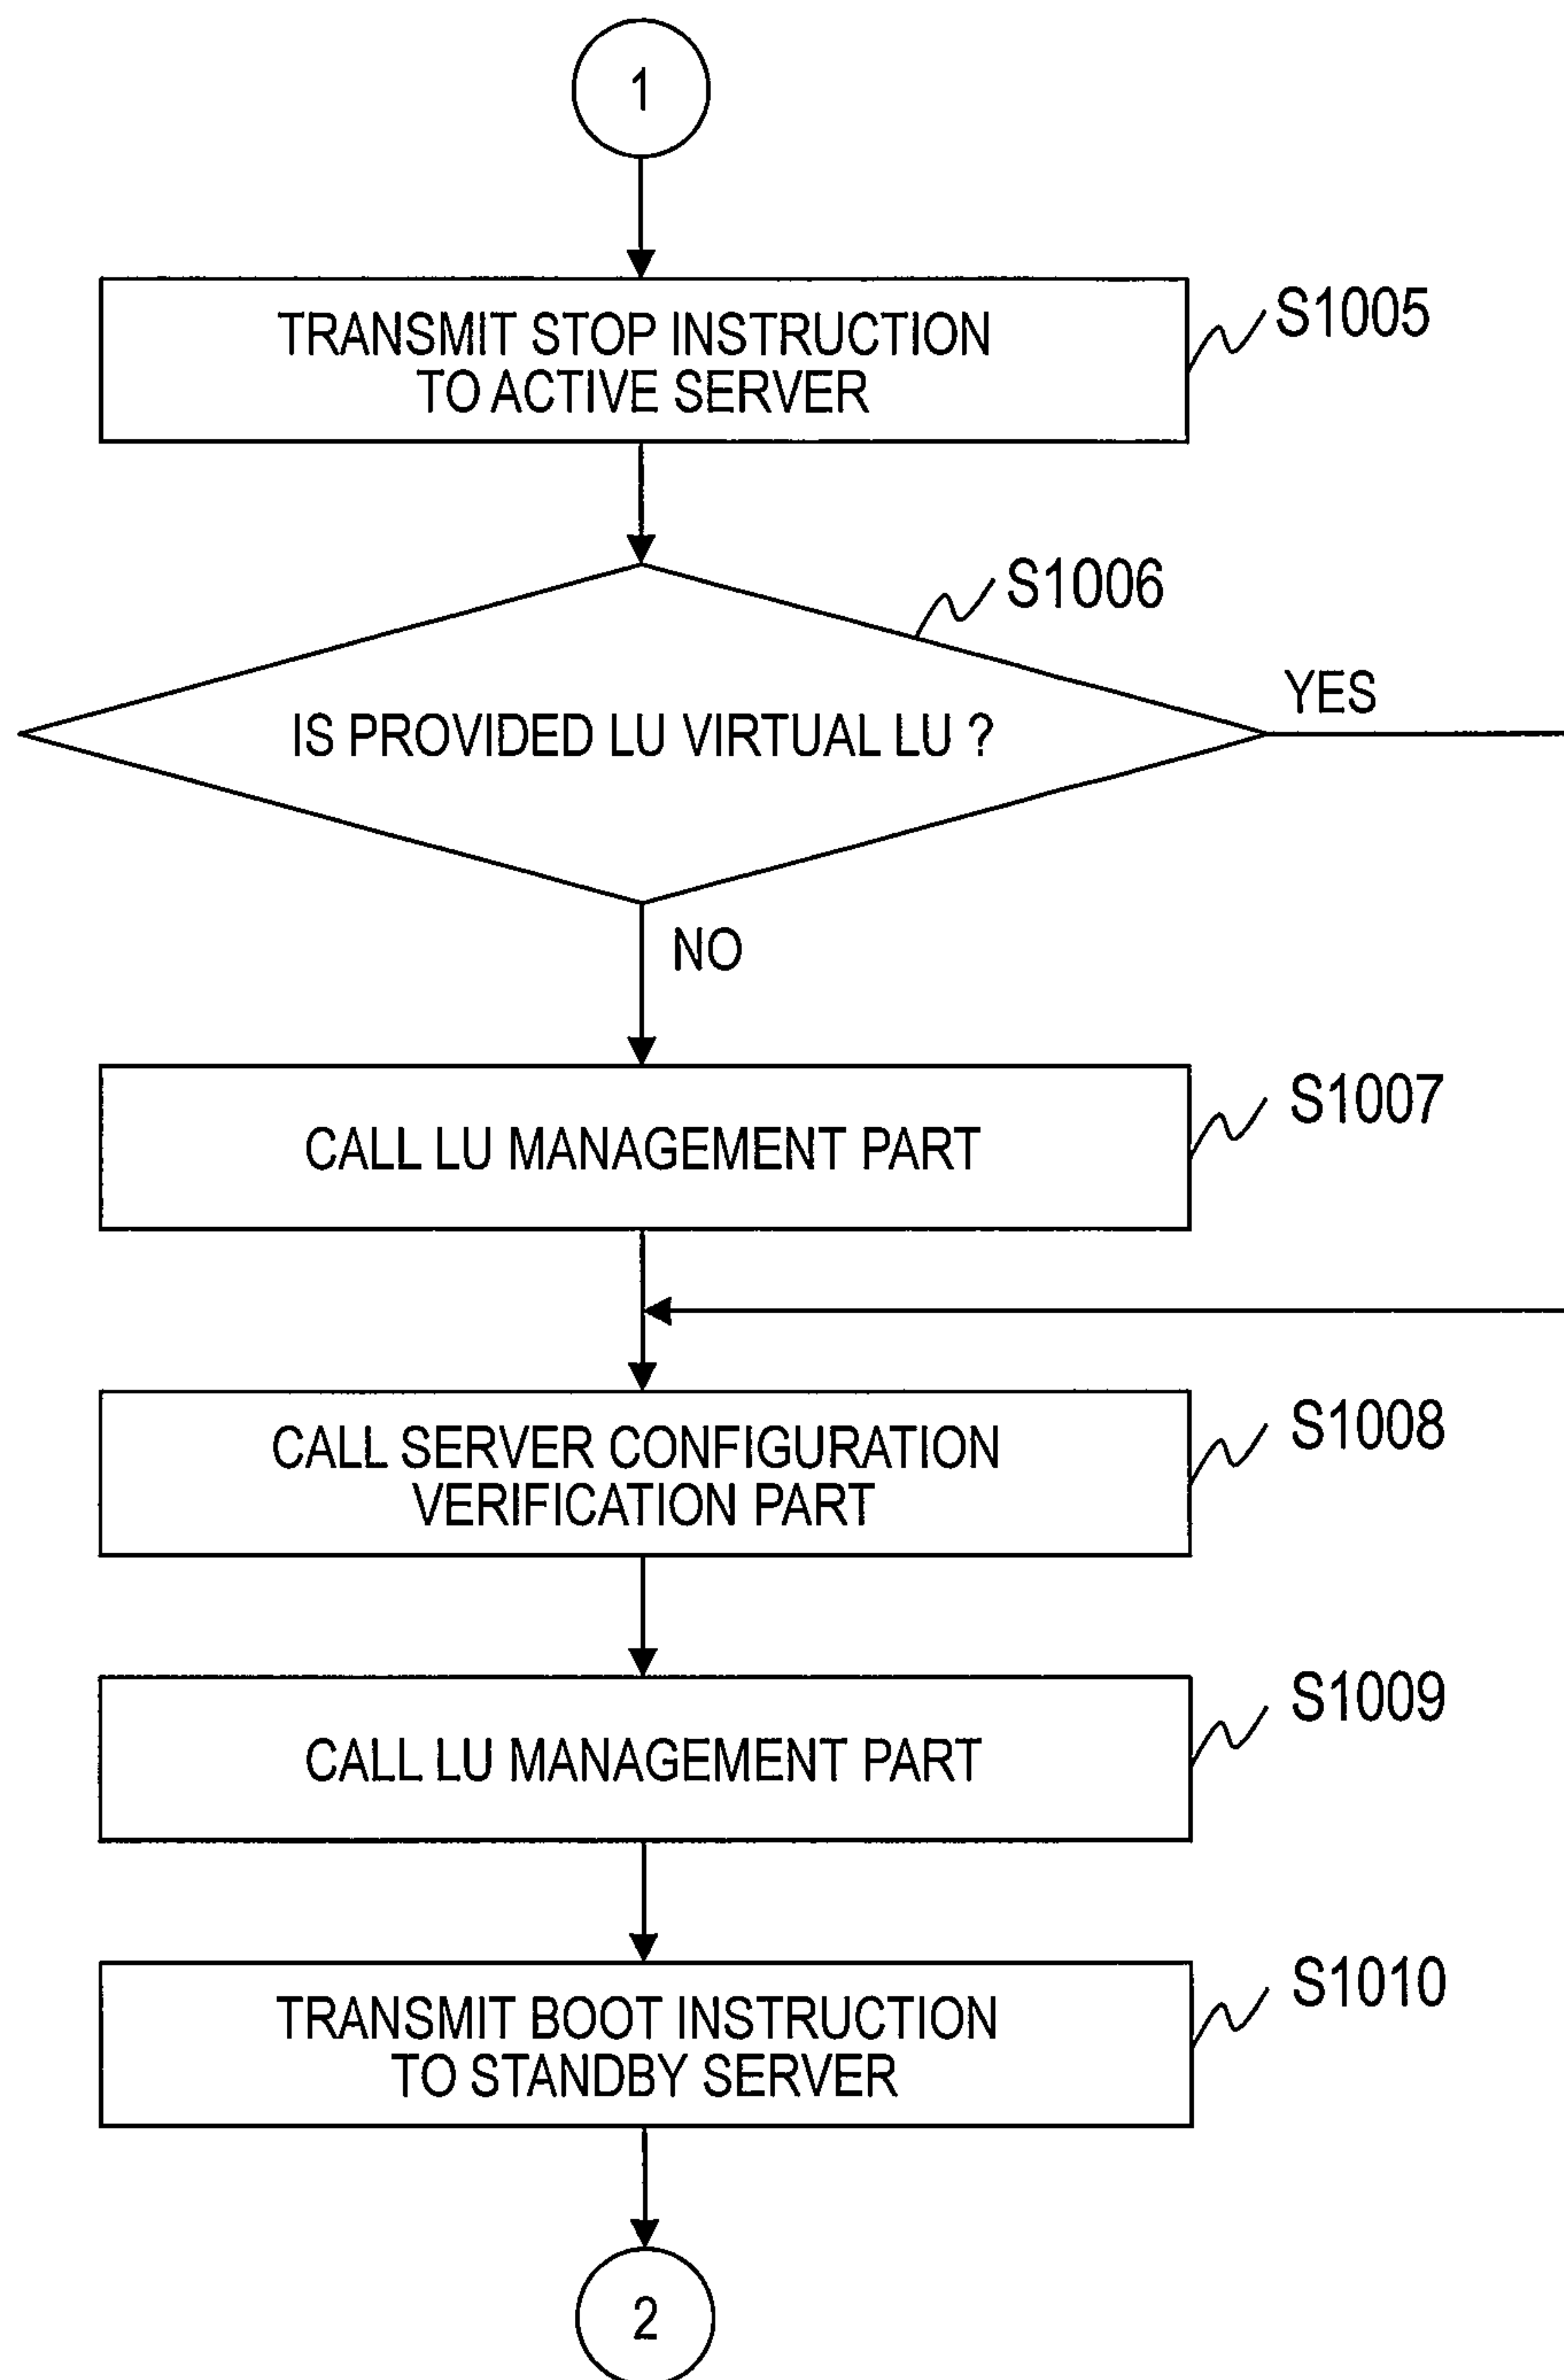 1
TRANSMIT STOP INSTRUCTION
TO ACTIVE SERVER
S1005
S1006
IS PROVIDED LU VIRTUAL LU ?
YES
NO
CALL LU MANAGEMENT PART
S1007
CALL SERVER CONFIGURATION
VERIFICATION PART
S1008
CALL LU MANAGEMENT PART
S1009
TRANSMIT BOOT INSTRUCTION
TO STANDBY SERVER
S1010
2